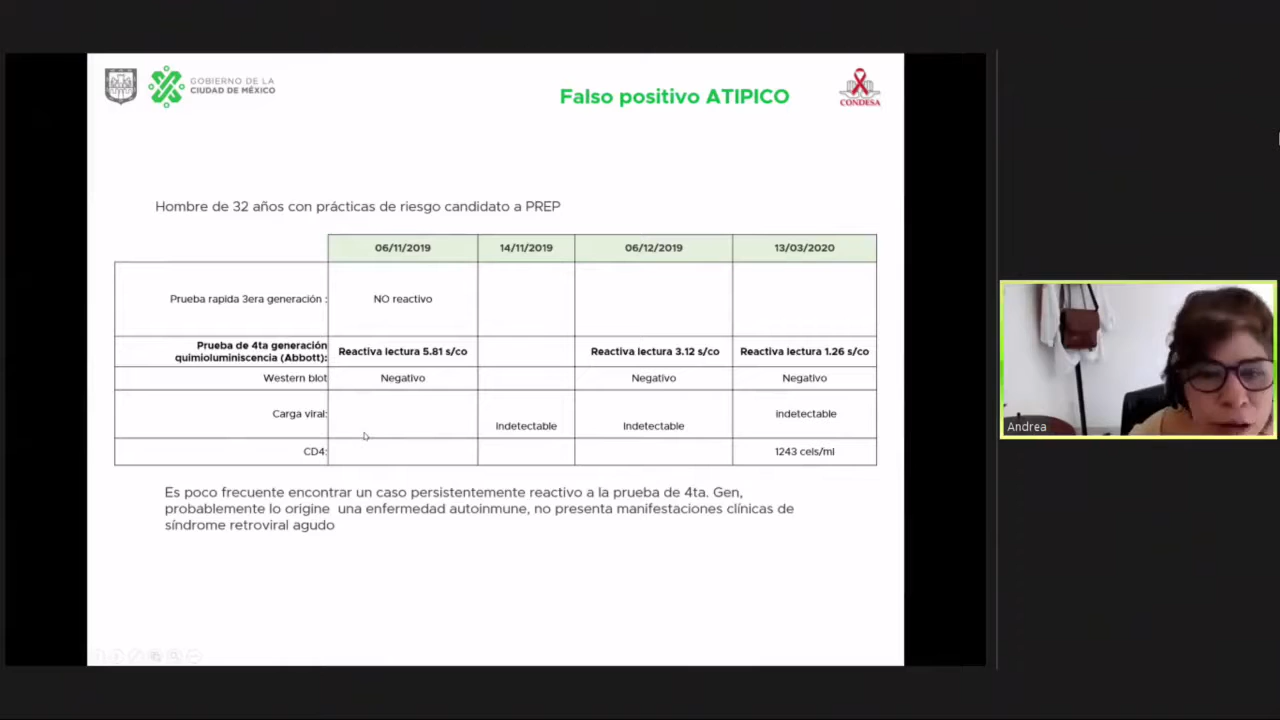 GOBIERNO DE LA
CIUDAD DE MÉXICO
Falso positivo ATIPICO
CONDESA
Hombre de 32 años con prácticas de riesgo candidato a PREP
06/11/2019 14/11/2019 06/12/2019 13/03/2020
Prueba rapida 3era generación : NO reactivo
Prueba de 4ta generación
quimioluminiscencia (Abbott): Reactiva lectura 5.81 s/co Reactiva lectura 3.12 s/co Reactiva lectura 1.26 s/co
Western blot Negativo Negativo Negativo
Carga viral: Indetectable Indetectable indetectable
CD4: 1243 cels/ml
Es poco frecuente encontrar un caso persistentemente reactivo a la prueba de 4ta. Gen,
probablemente lo origine una enfermedad autoinmune, no presenta manifestaciones clínicas de
síndrome retroviral agudo
Andrea